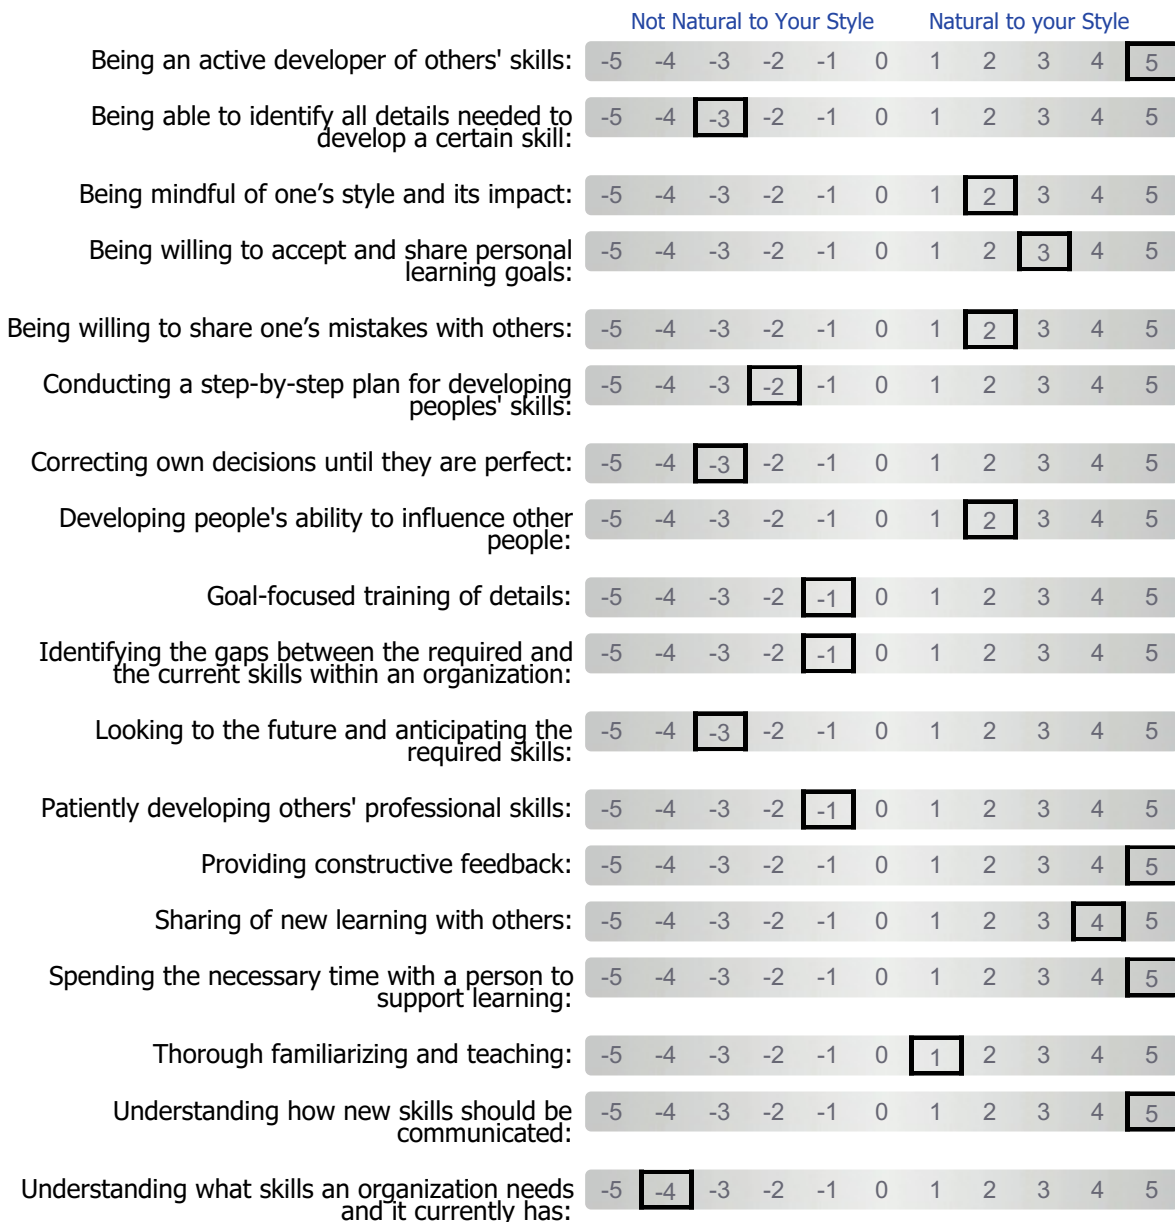 Not Natural to Your Style Natural to your Style
Being an active developer of others' skills: -5 -4 -3 -2 -1 0 1 2 3 4 5
Being able to identify all details needed to
develop a certain skill: -5 -4 -3 -2 -1 0 1 2 3 4 5
Being mindful of one’s style and its impact: -5 -4 -3 -2 -1 0 1 2 3 4 5
Being willing to accept and share personal
learning goals: -5 -4 -3 -2 -1 0 1 2 3 4 5
Being willing to share one’s mistakes with others: -5 -4 -3 -2 -1 0 1 2 3 4 5
Conducting a step-by-step plan for developing
peoples' skills: -5 -4 -3 -2 -1 0 1 2 3 4 5
Correcting own decisions until they are perfect: -5 -4 -3 -2 -1 0 1 2 3 4 5
Developing people's ability to influence other
people: -5 -4 -3 -2 -1 0 1 2 3 4 5
Goal-focused training of details: -5 -4 -3 -2 -1 0 1 2 3 4 5
Identifying the gaps between the required and
the current skills within an organization: -5 -4 -3 -2 -1 0 1 2 3 4 5
Looking to the future and anticipating the
required skills: -5 -4 -3 -2 -1 0 1 2 3 4 5
Patiently developing others' professional skills: -5 -4 -3 -2 -1 0 1 2 3 4 5
Providing constructive feedback: -5 -4 -3 -2 -1 0 1 2 3 4 5
Sharing of new learning with others: -5 -4 -3 -2 -1 0 1 2 3 4 5
Spending the necessary time with a person to
support learning: -5 -4 -3 -2 -1 0 1 2 3 4 5
Thorough familiarizing and teaching: -5 -4 -3 -2 -1 0 1 2 3 4 5
Understanding how new skills should be
communicated: -5 -4 -3 -2 -1 0 1 2 3 4 5
Understanding what skills an organization needs
and it currently has: -5 -4 -3 -2 -1 0 1 2 3 4 5